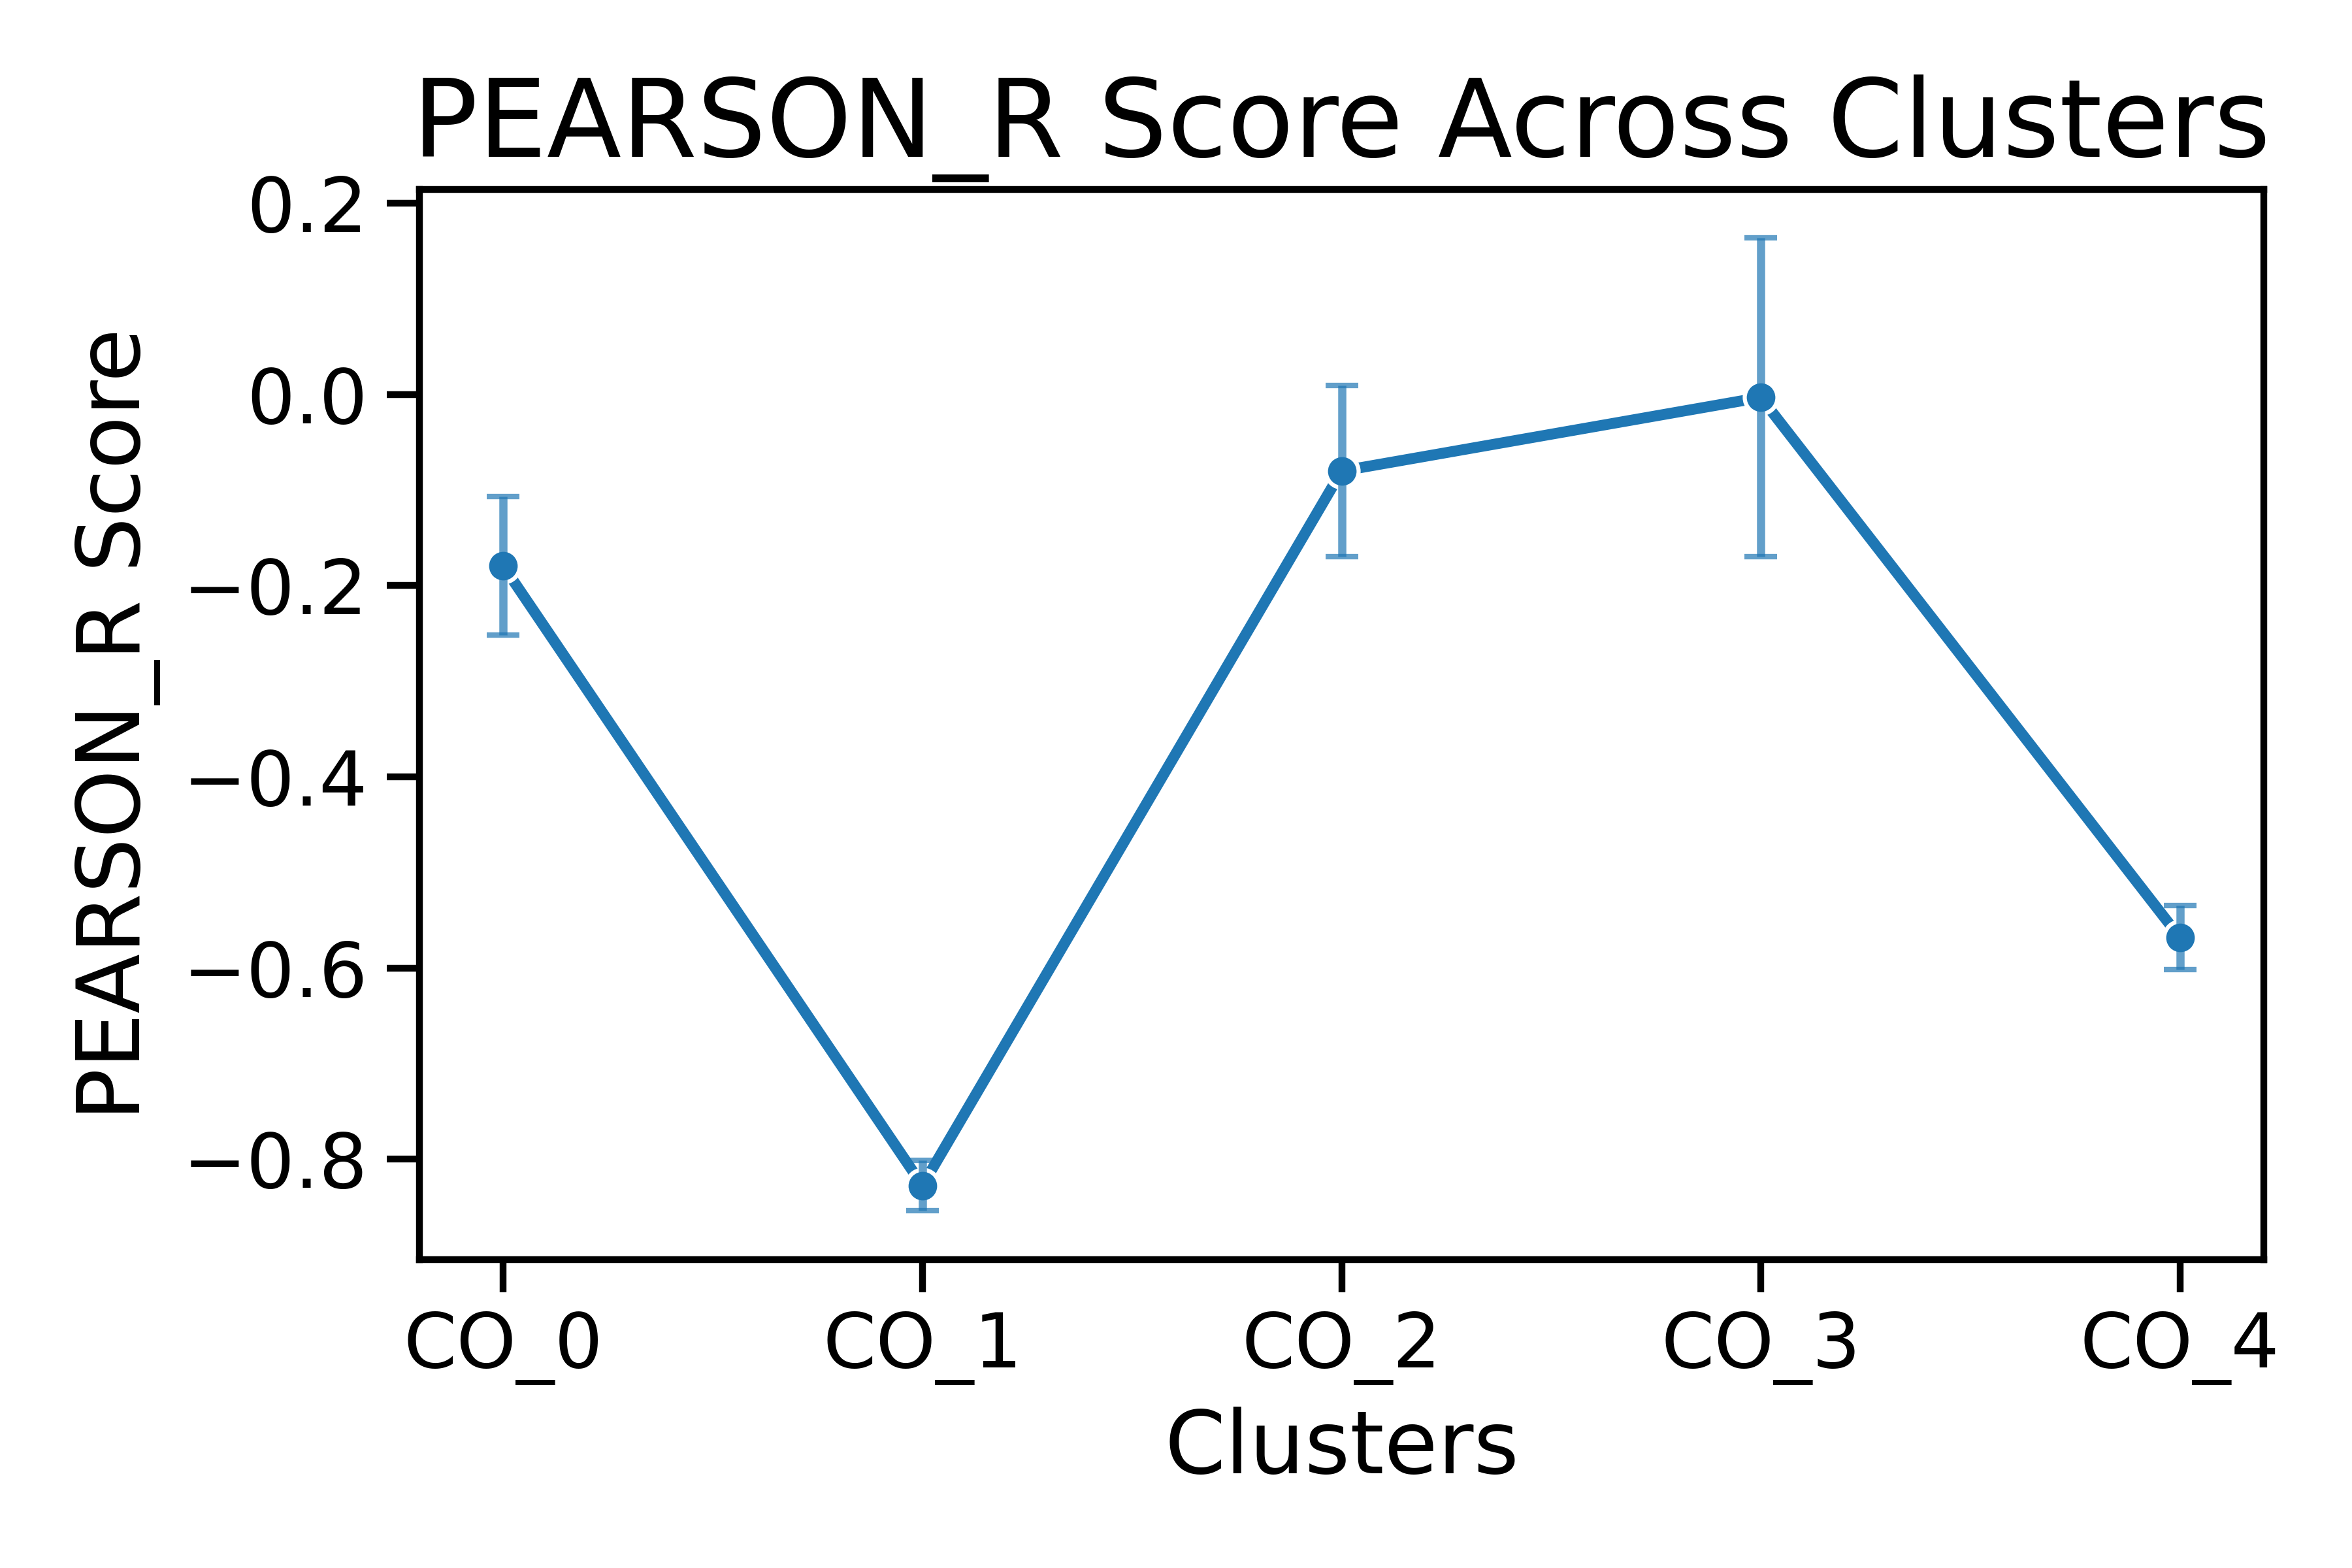 PEARSON_R Score Across Clusters
PEARSON_R Score
0.2
0.0
−0.2
−0.4
−0.6
−0.8
CO_0 CO_1 CO_2 CO_3 CO_4
Clusters